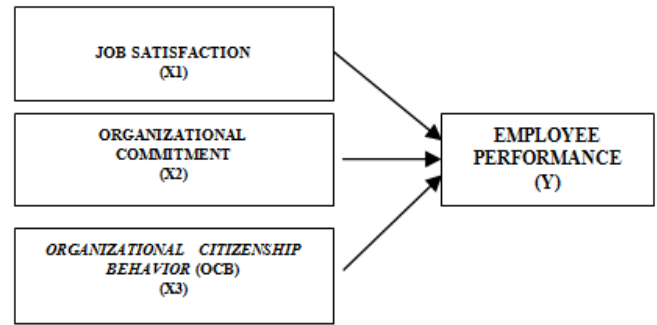 JOB SATISFACTION
(X1)
ORGANIZATIONAL
COMMITMENT
(X2)
ORGANIZATIONAL CITIZENSHIP
BEHAVIOR (OCB)
(X3)
EMPLOYEE
PERFORMANCE
(Y)